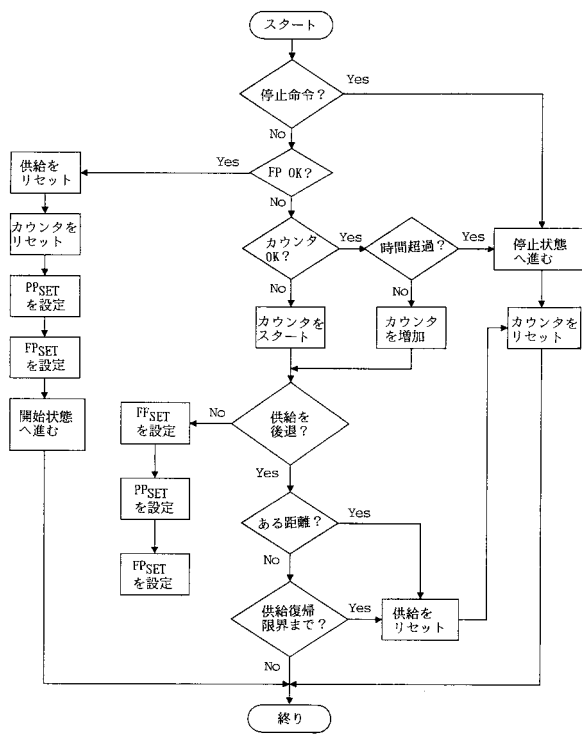 スタート
停止命令?
Yes
No
FP OK?
Yes
No
供給を
リセット
カウンタを
リセット
PPSET
を設定
FPSET
を設定
開始状態
へ進む
カウンタ
OK?
Yes
No
時間超過?
Yes
No
停止状態
へ進む
カウンタを
スタート
カウンタ
を増加
カウンタを
リセット
供給を
後退?
No
Yes
FFSET
を設定
PPSET
を設定
FPSET
を設定
ある距離?
Yes
No
供給復帰
限界まで?
Yes
No
供給を
リセット
終り